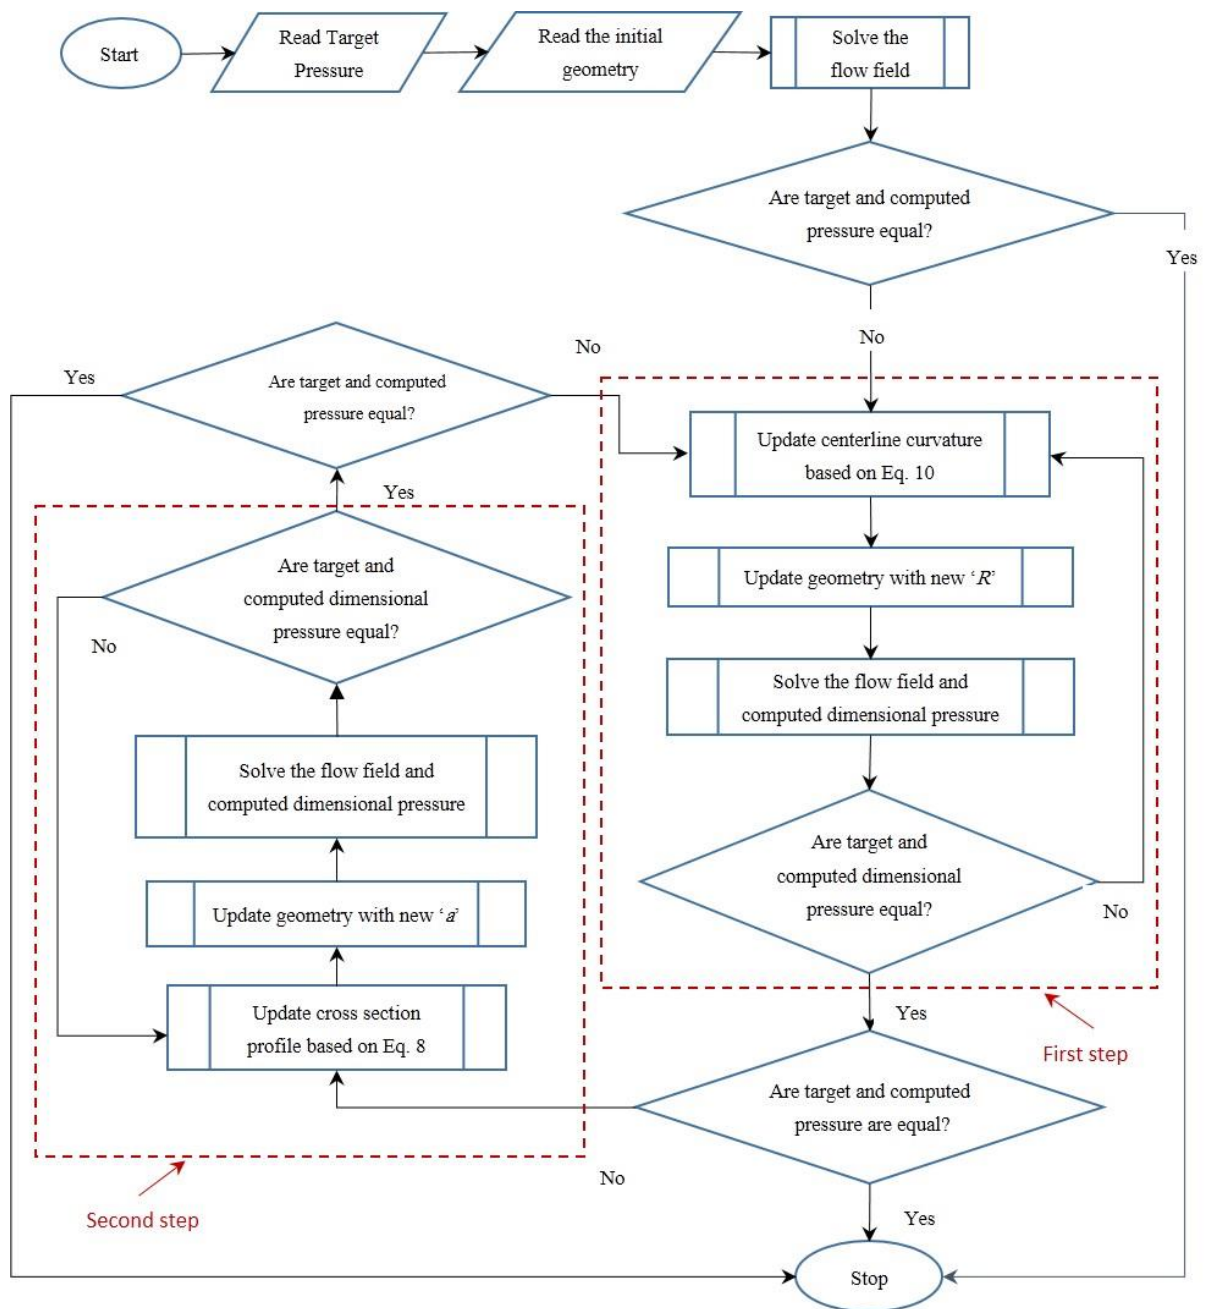 Start
Read Target
Pressure
Read the initial
geometry
Solve the
flow field
Are target and computed
pressure equal?
Yes
No
Update centerline curvature
based on Eq. 10
Update geometry with new ‘R’
Solve the flow field and
computed dimensional pressure
Are target and
computed dimensional
pressure equal?
No
Yes
First step
Are target and computed
pressure are equal?
No
Yes
Stop
Update cross section
profile based on Eq. 8
Update geometry with new ‘a’
Solve the flow field and
computed dimensional pressure
Are target and
computed dimensional
pressure equal?
No
Yes
Second step
Are target and computed
pressure equal?
Yes
No